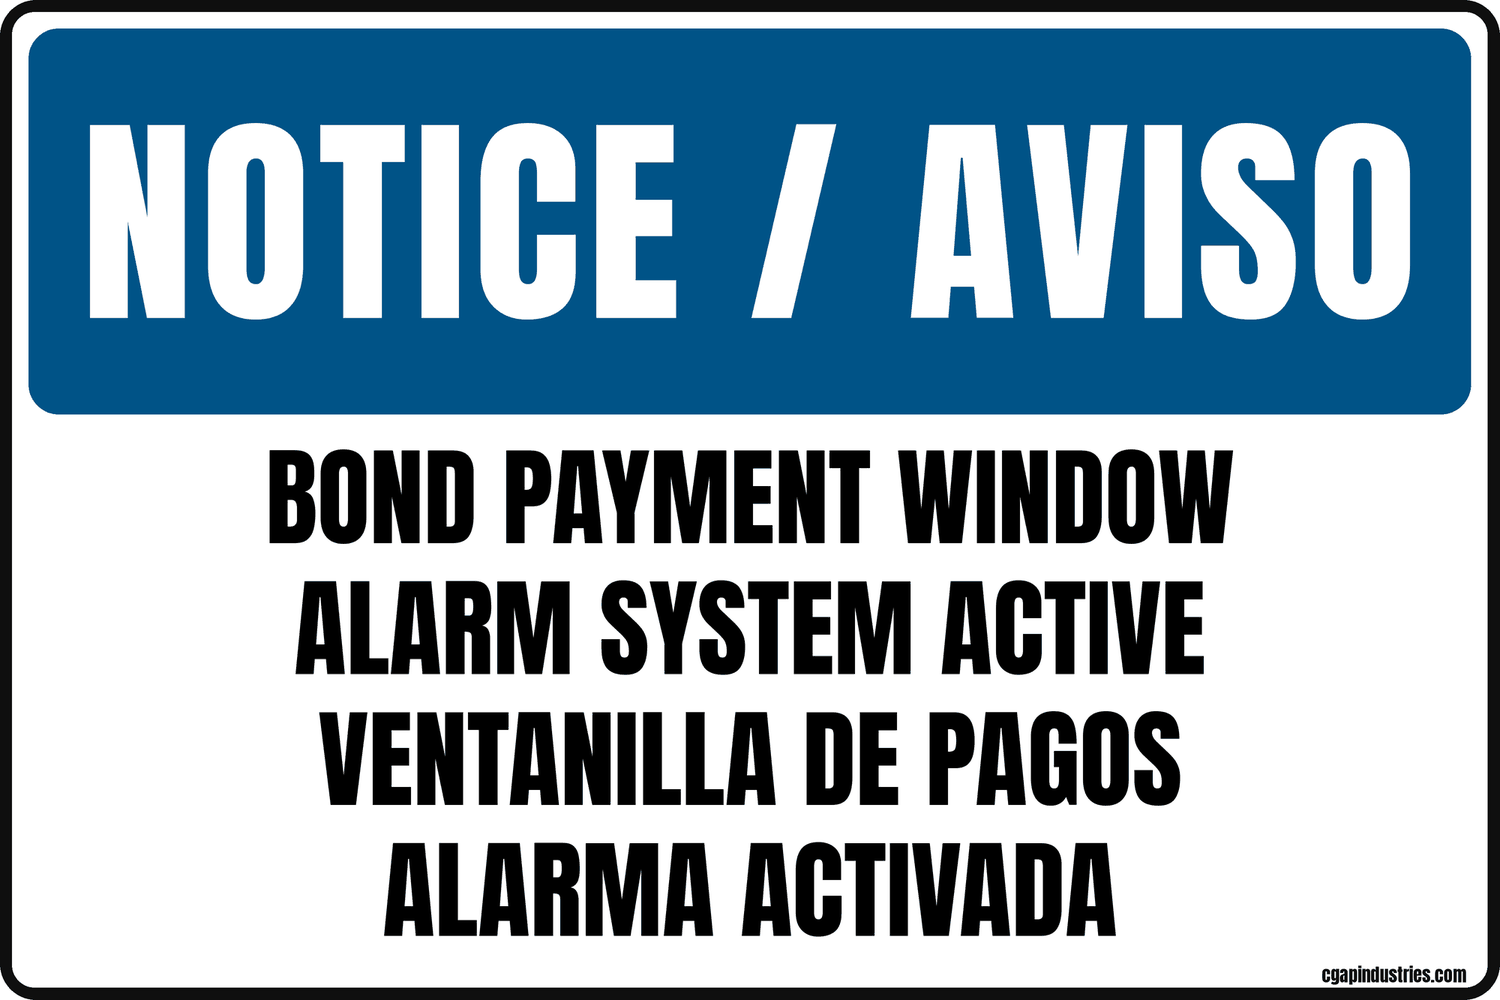 NOTICE / AVISO
BOND PAYMENT WINDOW
ALARM SYSTEM ACTIVE
VENTANILLA DE PAGOS
ALARMA ACTIVADA
cgapindustries.com